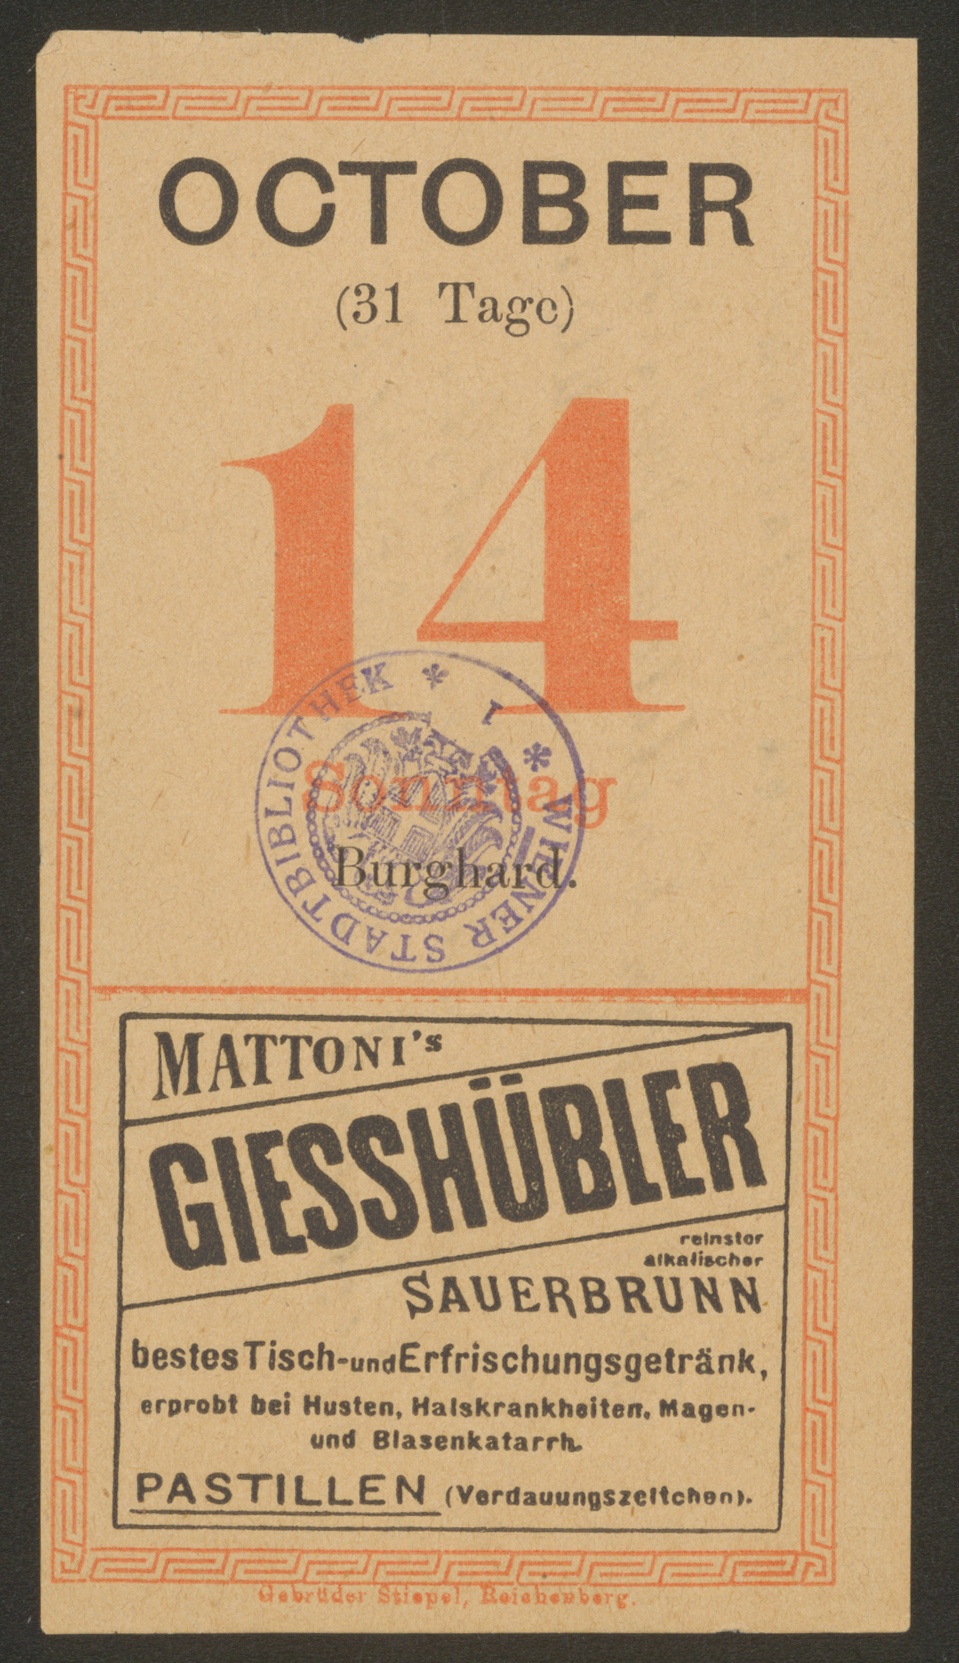 OCTOBER
(31 Tage)
14
Sonntag
Burghard.
WIENER STADTBIBLIOTHEK * 1 *
MATTONI's
GIESSHÜBLER
reinster
alkalischer
SAUERBRUNN
bestes Tisch- und Erfrischungsgetränk,
erprobt bei Husten, Halskrankheiten, Magen-
und Blasenkatarrh.
PASTILLEN (Verdauungszeltchen).
Gebrüder Stiepel, Reichenberg.